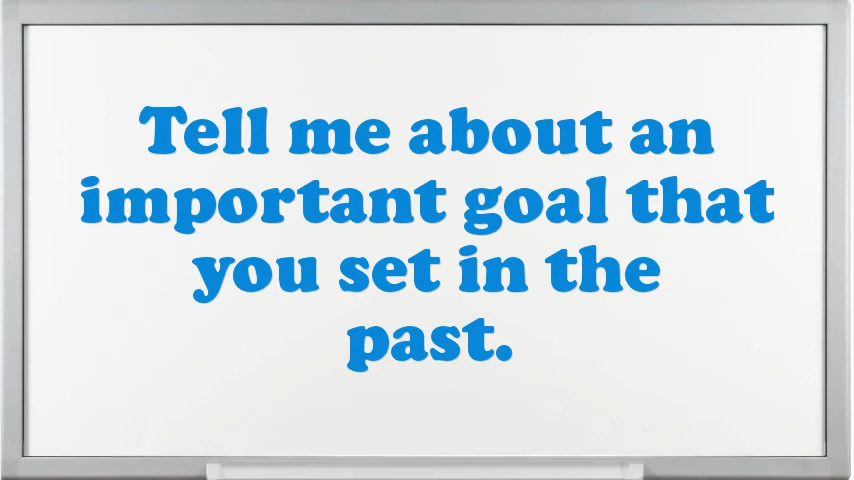 Tell me about an
important goal that
you set in the
past.